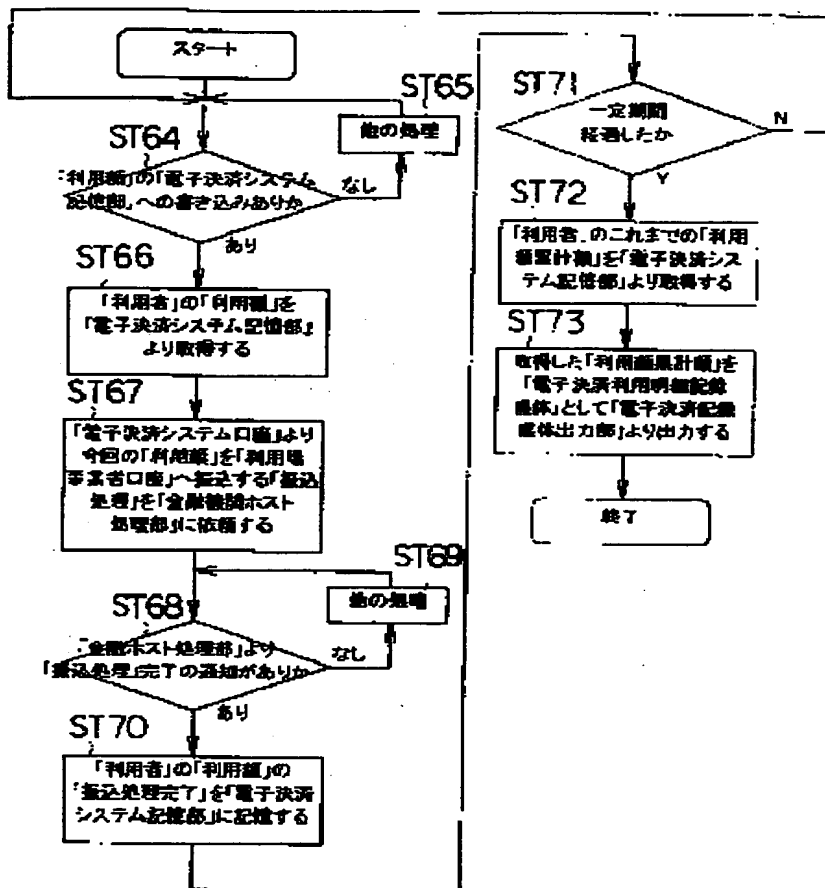 スタート
ST65
他の処理
ST64
「利用額」の「電子決済システム
記憶部」への書き込みありか
なし
あり
ST66
「利用者」の「利用額」を
「電子決済システム記憶部」
より取得する
ST67
「電子決済システム口座」より
今回の「利用額」を「利用場
事業者口座」へ振込する「振込
処理」を「金融機関ホスト
処理部」に依頼する
ST69
他の処理
ST68
「金融ホスト処理部」より
「振込処理」完了の通知がありか
なし
あり
ST70
「利用者」の「利用額」の
「振込処理完了」を「電子決済
システム記憶部」に記憶する
ST71
一定期間
経過したか
N
Y
ST72
「利用者」のこれまでの「利用
額累計額」を「電子決済シス
テム記憶部」より取得する
ST73
取得した「利用額累計額」を
「電子決済利用明細記録
媒体」として「電子決済記録
媒体出力部」より出力する
終了